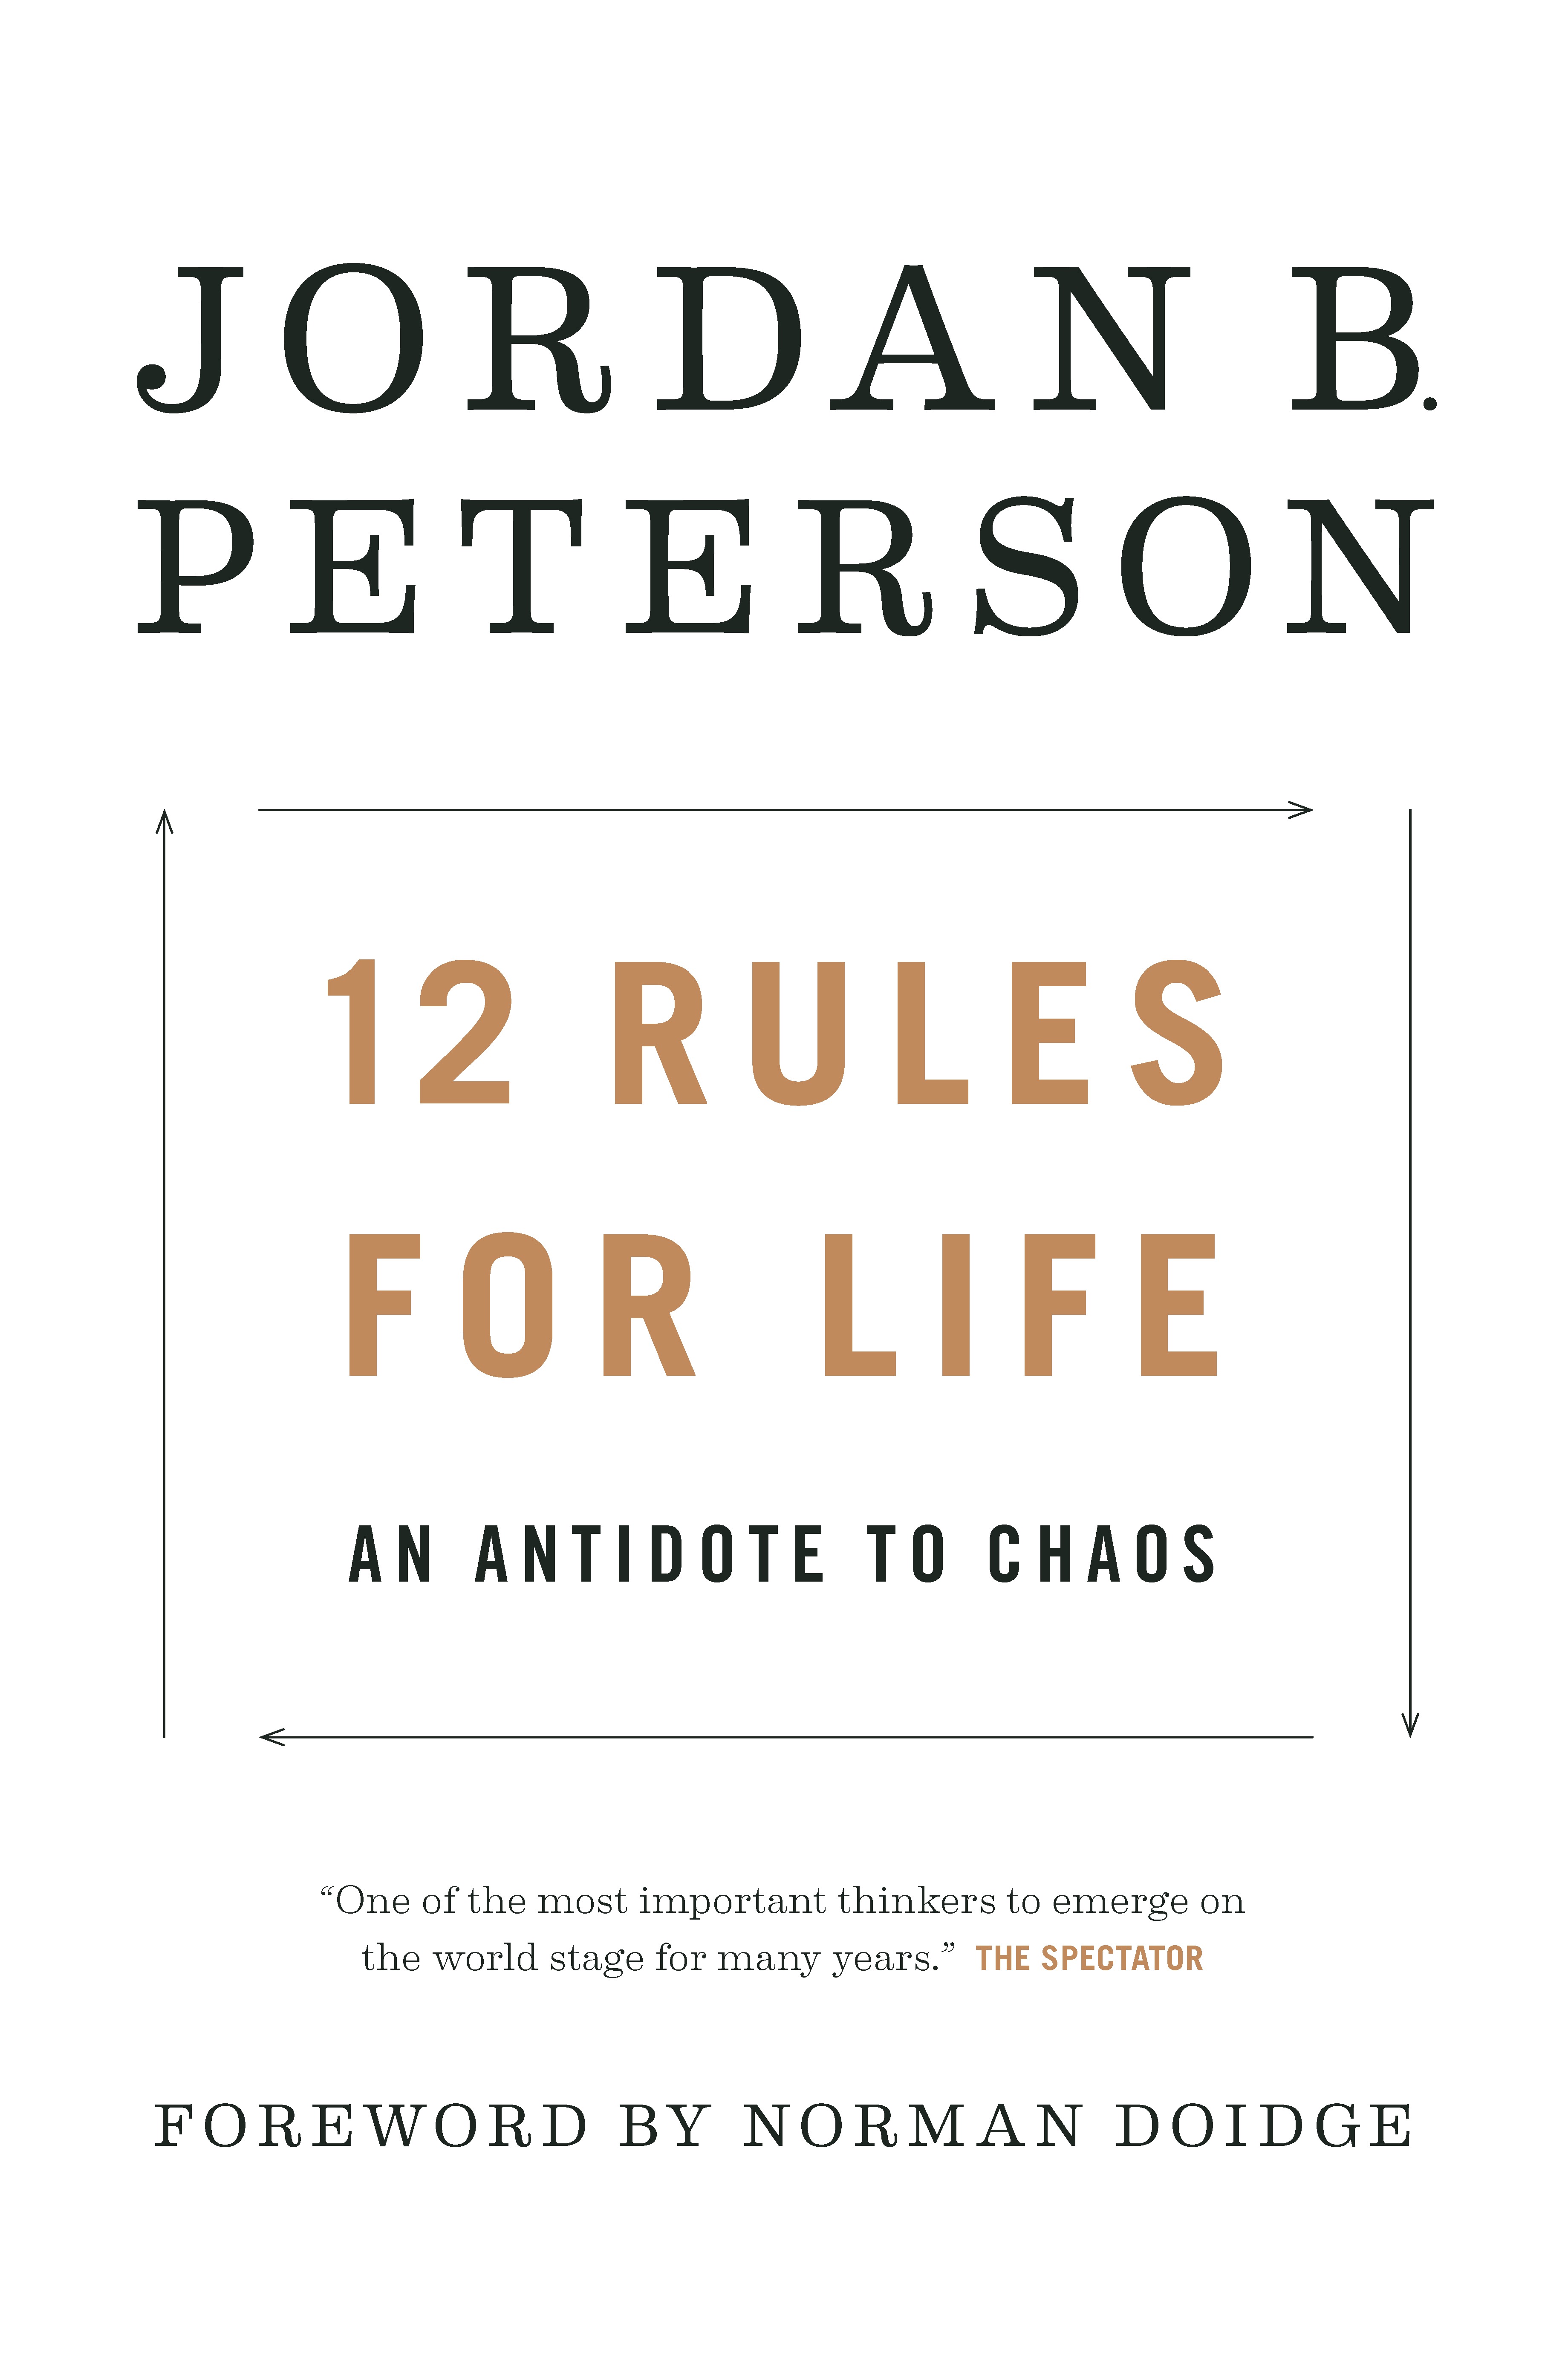 JORDAN B.
PETERSON
12 RULES
FOR LIFE
AN ANTIDOTE TO CHAOS
“One of the most important thinkers to emerge on
the world stage for many years.” THE SPECTATOR
FOREWORD BY NORMAN DOIDGE